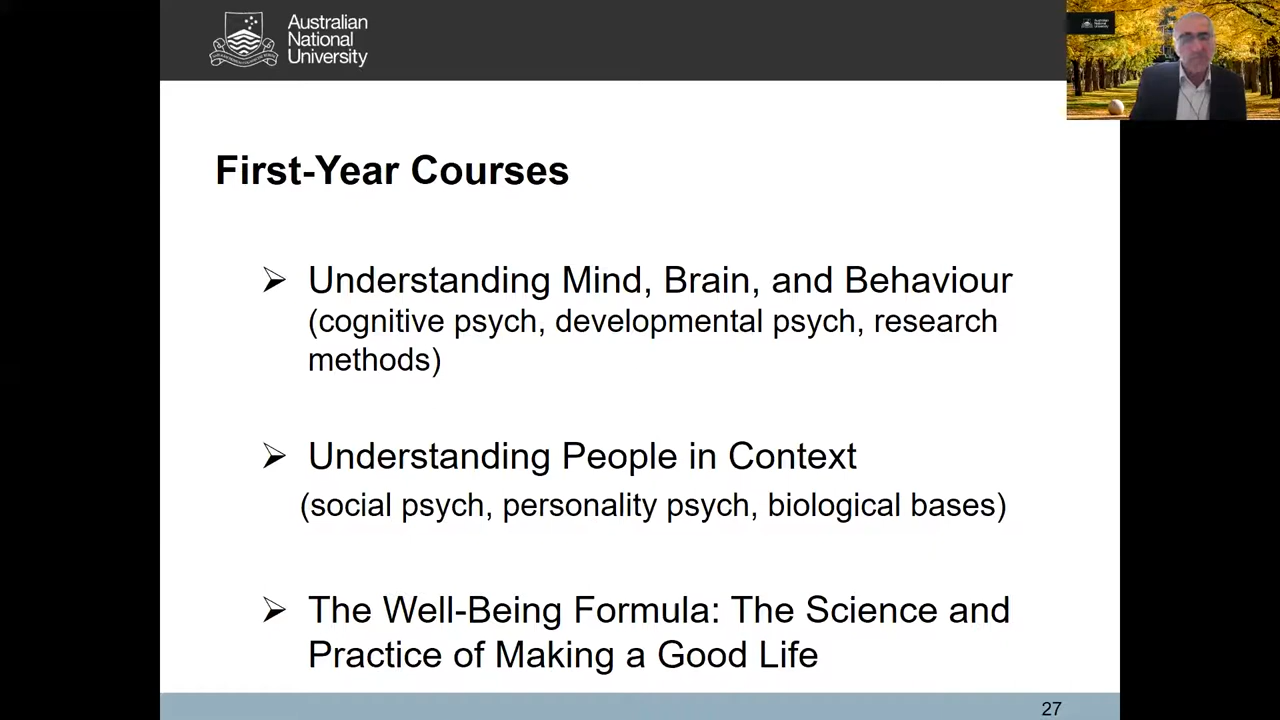 Australian
National
University
First-Year Courses
➢ Understanding Mind, Brain, and Behaviour
(cognitive psych, developmental psych, research
methods)
➢ Understanding People in Context
(social psych, personality psych, biological bases)
➢ The Well-Being Formula: The Science and
Practice of Making a Good Life
27